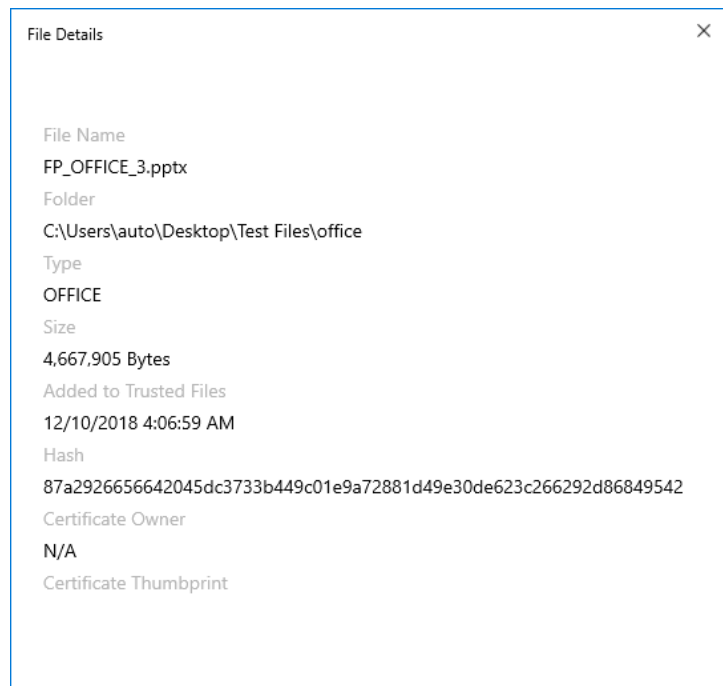 File Details
File Name
FP_OFFICE_3.pptx
Folder
C:\Users\auto\Desktop\Test Files\office
Type
OFFICE
Size
4,667,905 Bytes
Added to Trusted Files
12/10/2018 4:06:59 AM
Hash
87a2926656642045dc3733b449c01e9a72881d49e30de623c266292d86849542
Certificate Owner
N/A
Certificate Thumbprint